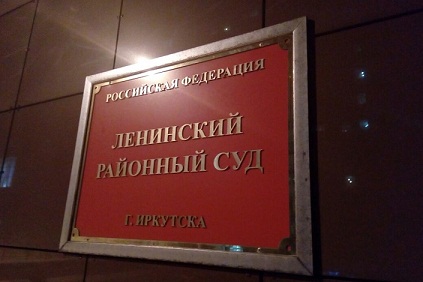 РОССИЙСКАЯ ФЕДЕРАЦИЯ
ЛЕНИНСКИЙ
РАЙОННЫЙ СУД
Г. ИРКУТСКА